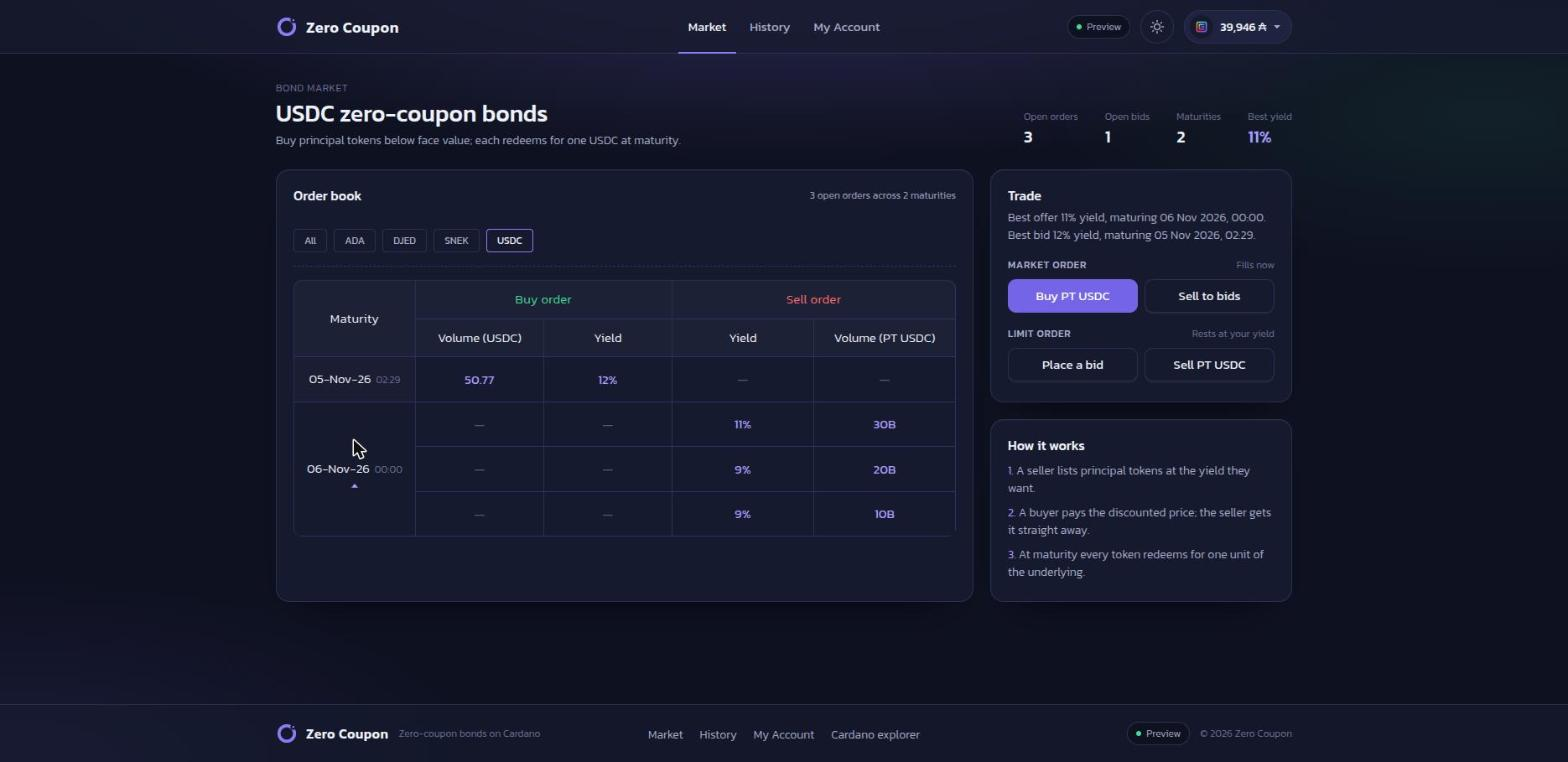 Zero Coupon
Market History My Account
Preview
39,946 ₳
BOND MARKET
USDC zero-coupon bonds
Buy principal tokens below face value; each redeems for one USDC at maturity.
Open orders Open bids Maturities Best yield
3 1 2 11%
Order book
3 open orders across 2 maturities
All ADA DJED SNEK USDC
Maturity Buy order Sell order
Volume (USDC) Yield Yield Volume (PT USDC)
05-Nov-26 02:29 50.77 12% — —
— — 11% 30B
06-Nov-26 00:00 — — 9% 20B
— — 9% 10B
Trade
Best offer 11% yield, maturing 06 Nov 2026, 00:00.
Best bid 12% yield, maturing 05 Nov 2026, 02:29.
MARKET ORDER Fills now
Buy PT USDC Sell to bids
LIMIT ORDER Rests at your yield
Place a bid Sell PT USDC
How it works
1. A seller lists principal tokens at the yield they
want.
2. A buyer pays the discounted price; the seller gets
it straight away.
3. At maturity every token redeems for one unit of
the underlying.
Zero Coupon Zero-coupon bonds on Cardano
Market History My Account Cardano explorer
Preview © 2026 Zero Coupon